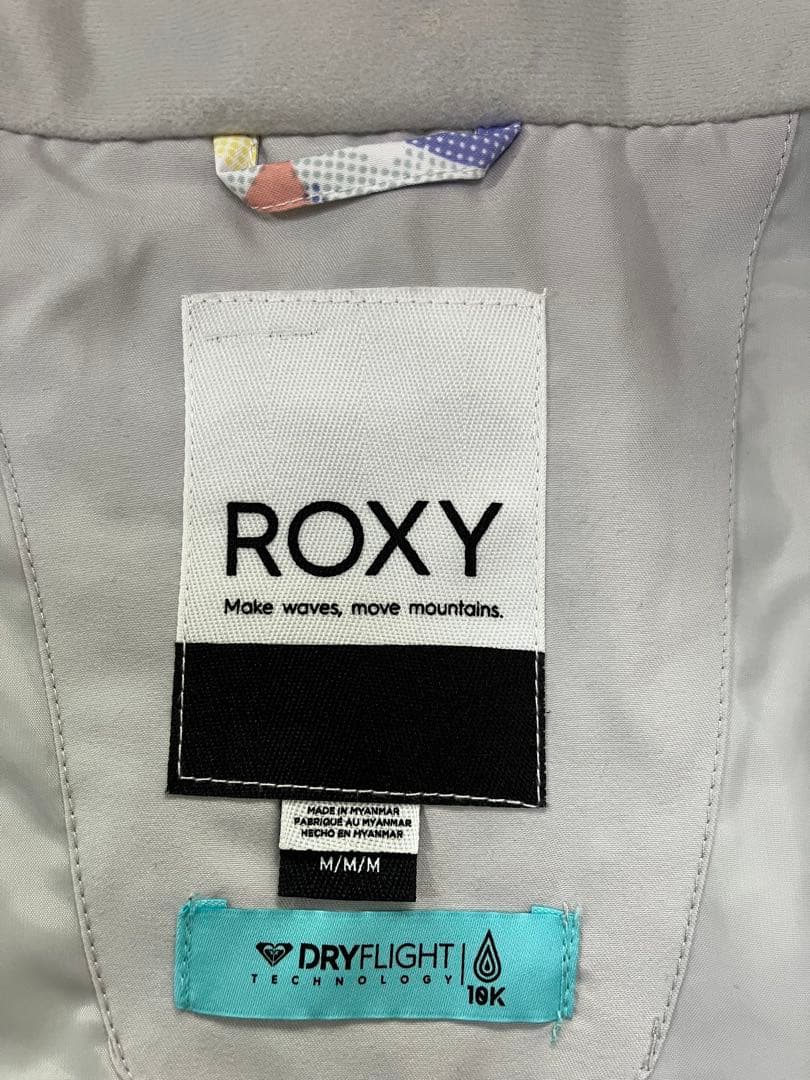 ROXY
Make waves, move mountains.
MADE IN MYANMAR
FABRIQUÉ AU MYANMAR
HECHO EN MYANMAR
M/M/M
DRYFLIGHT
TECHNOLOGY
10K